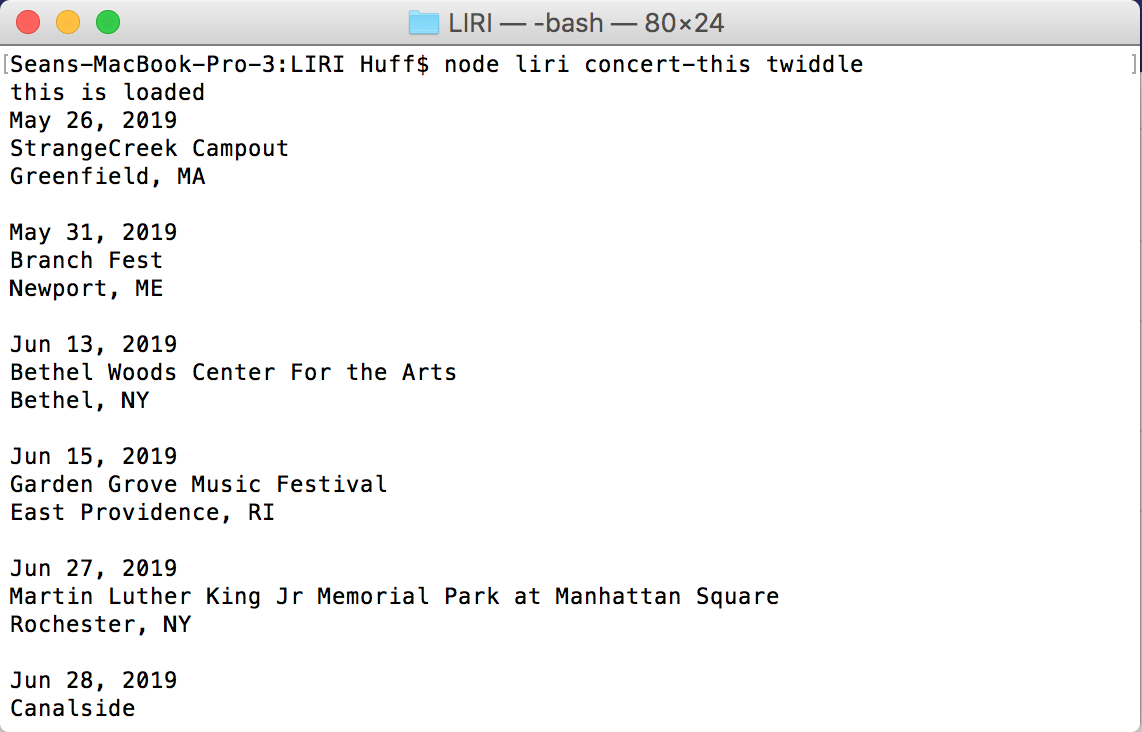 LIRI — -bash — 80×24
[Seans-MacBook-Pro-3:LIRI Huff$ node liri concert-this twiddle ]
this is loaded
May 26, 2019
StrangeCreek Campout
Greenfield, MA

May 31, 2019
Branch Fest
Newport, ME

Jun 13, 2019
Bethel Woods Center For the Arts
Bethel, NY

Jun 15, 2019
Garden Grove Music Festival
East Providence, RI

Jun 27, 2019
Martin Luther King Jr Memorial Park at Manhattan Square
Rochester, NY

Jun 28, 2019
Canalside